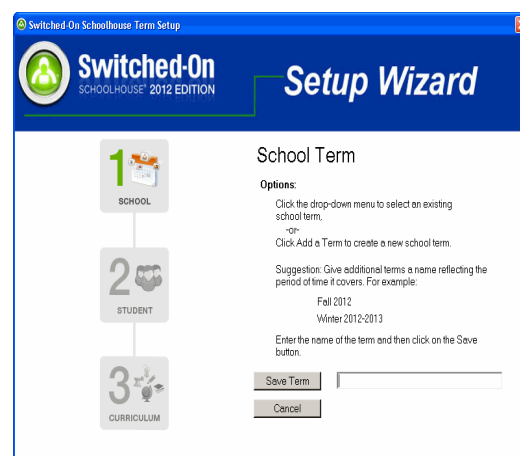 Switched-On Schoolhouse Term Setup
Switched-On
SCHOOLHOUSE® 2012 EDITION
Setup Wizard
1
SCHOOL
2
STUDENT
3
CURRICULUM
School Term
Options:
Click the drop-down menu to select an existing
school term,
-or-
Click Add a Term to create a new school term.
Suggestion: Give additional terms a name reflecting the
period of time it covers. For example:
Fall 2012
Winter 2012-2013
Enter the name of the term and then click on the Save
button.
Save Term
Cancel